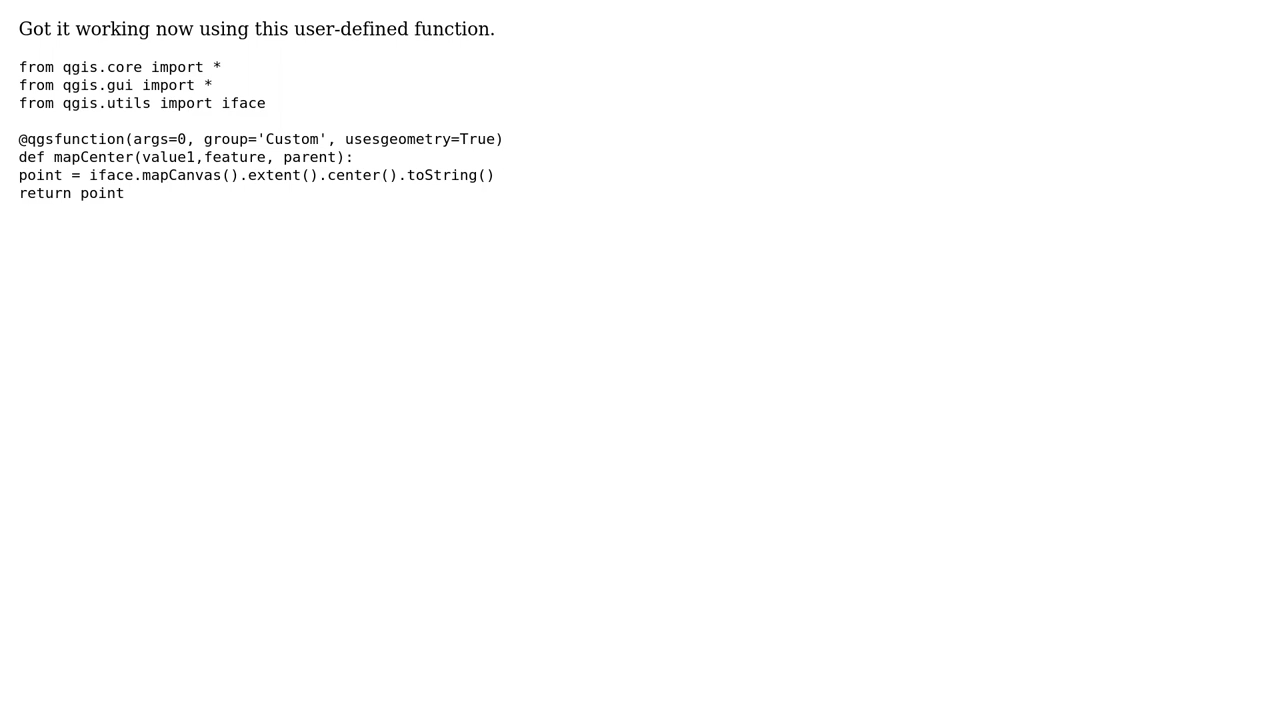 Got it working now using this user-defined function.
from qgis.core import *
from qgis.gui import *
from qgis.utils import iface
@qgsfunction(args=0, group='Custom', usesgeometry=True)
def mapCenter(value1,feature, parent):
point = iface.mapCanvas().extent().center().toString()
return point